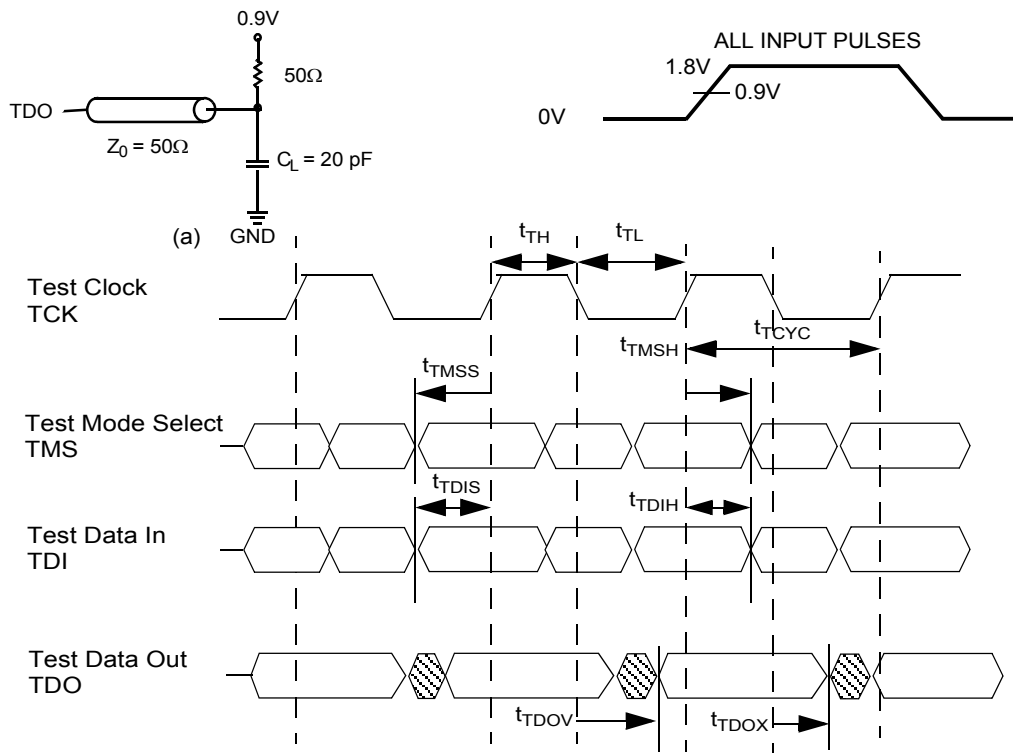 0.9V
50Ω
TDO
Z0 = 50Ω
CL = 20 pF
(a)
GND
ALL INPUT PULSES
1.8V
0.9V
0V
tTH
tTL
Test Clock
TCK
tTMSH
tTCYC
tTMSS
Test Mode Select
TMS
tTDIS
tTDIH
Test Data In
TDI
Test Data Out
TDO
tTDOV
tTDOX